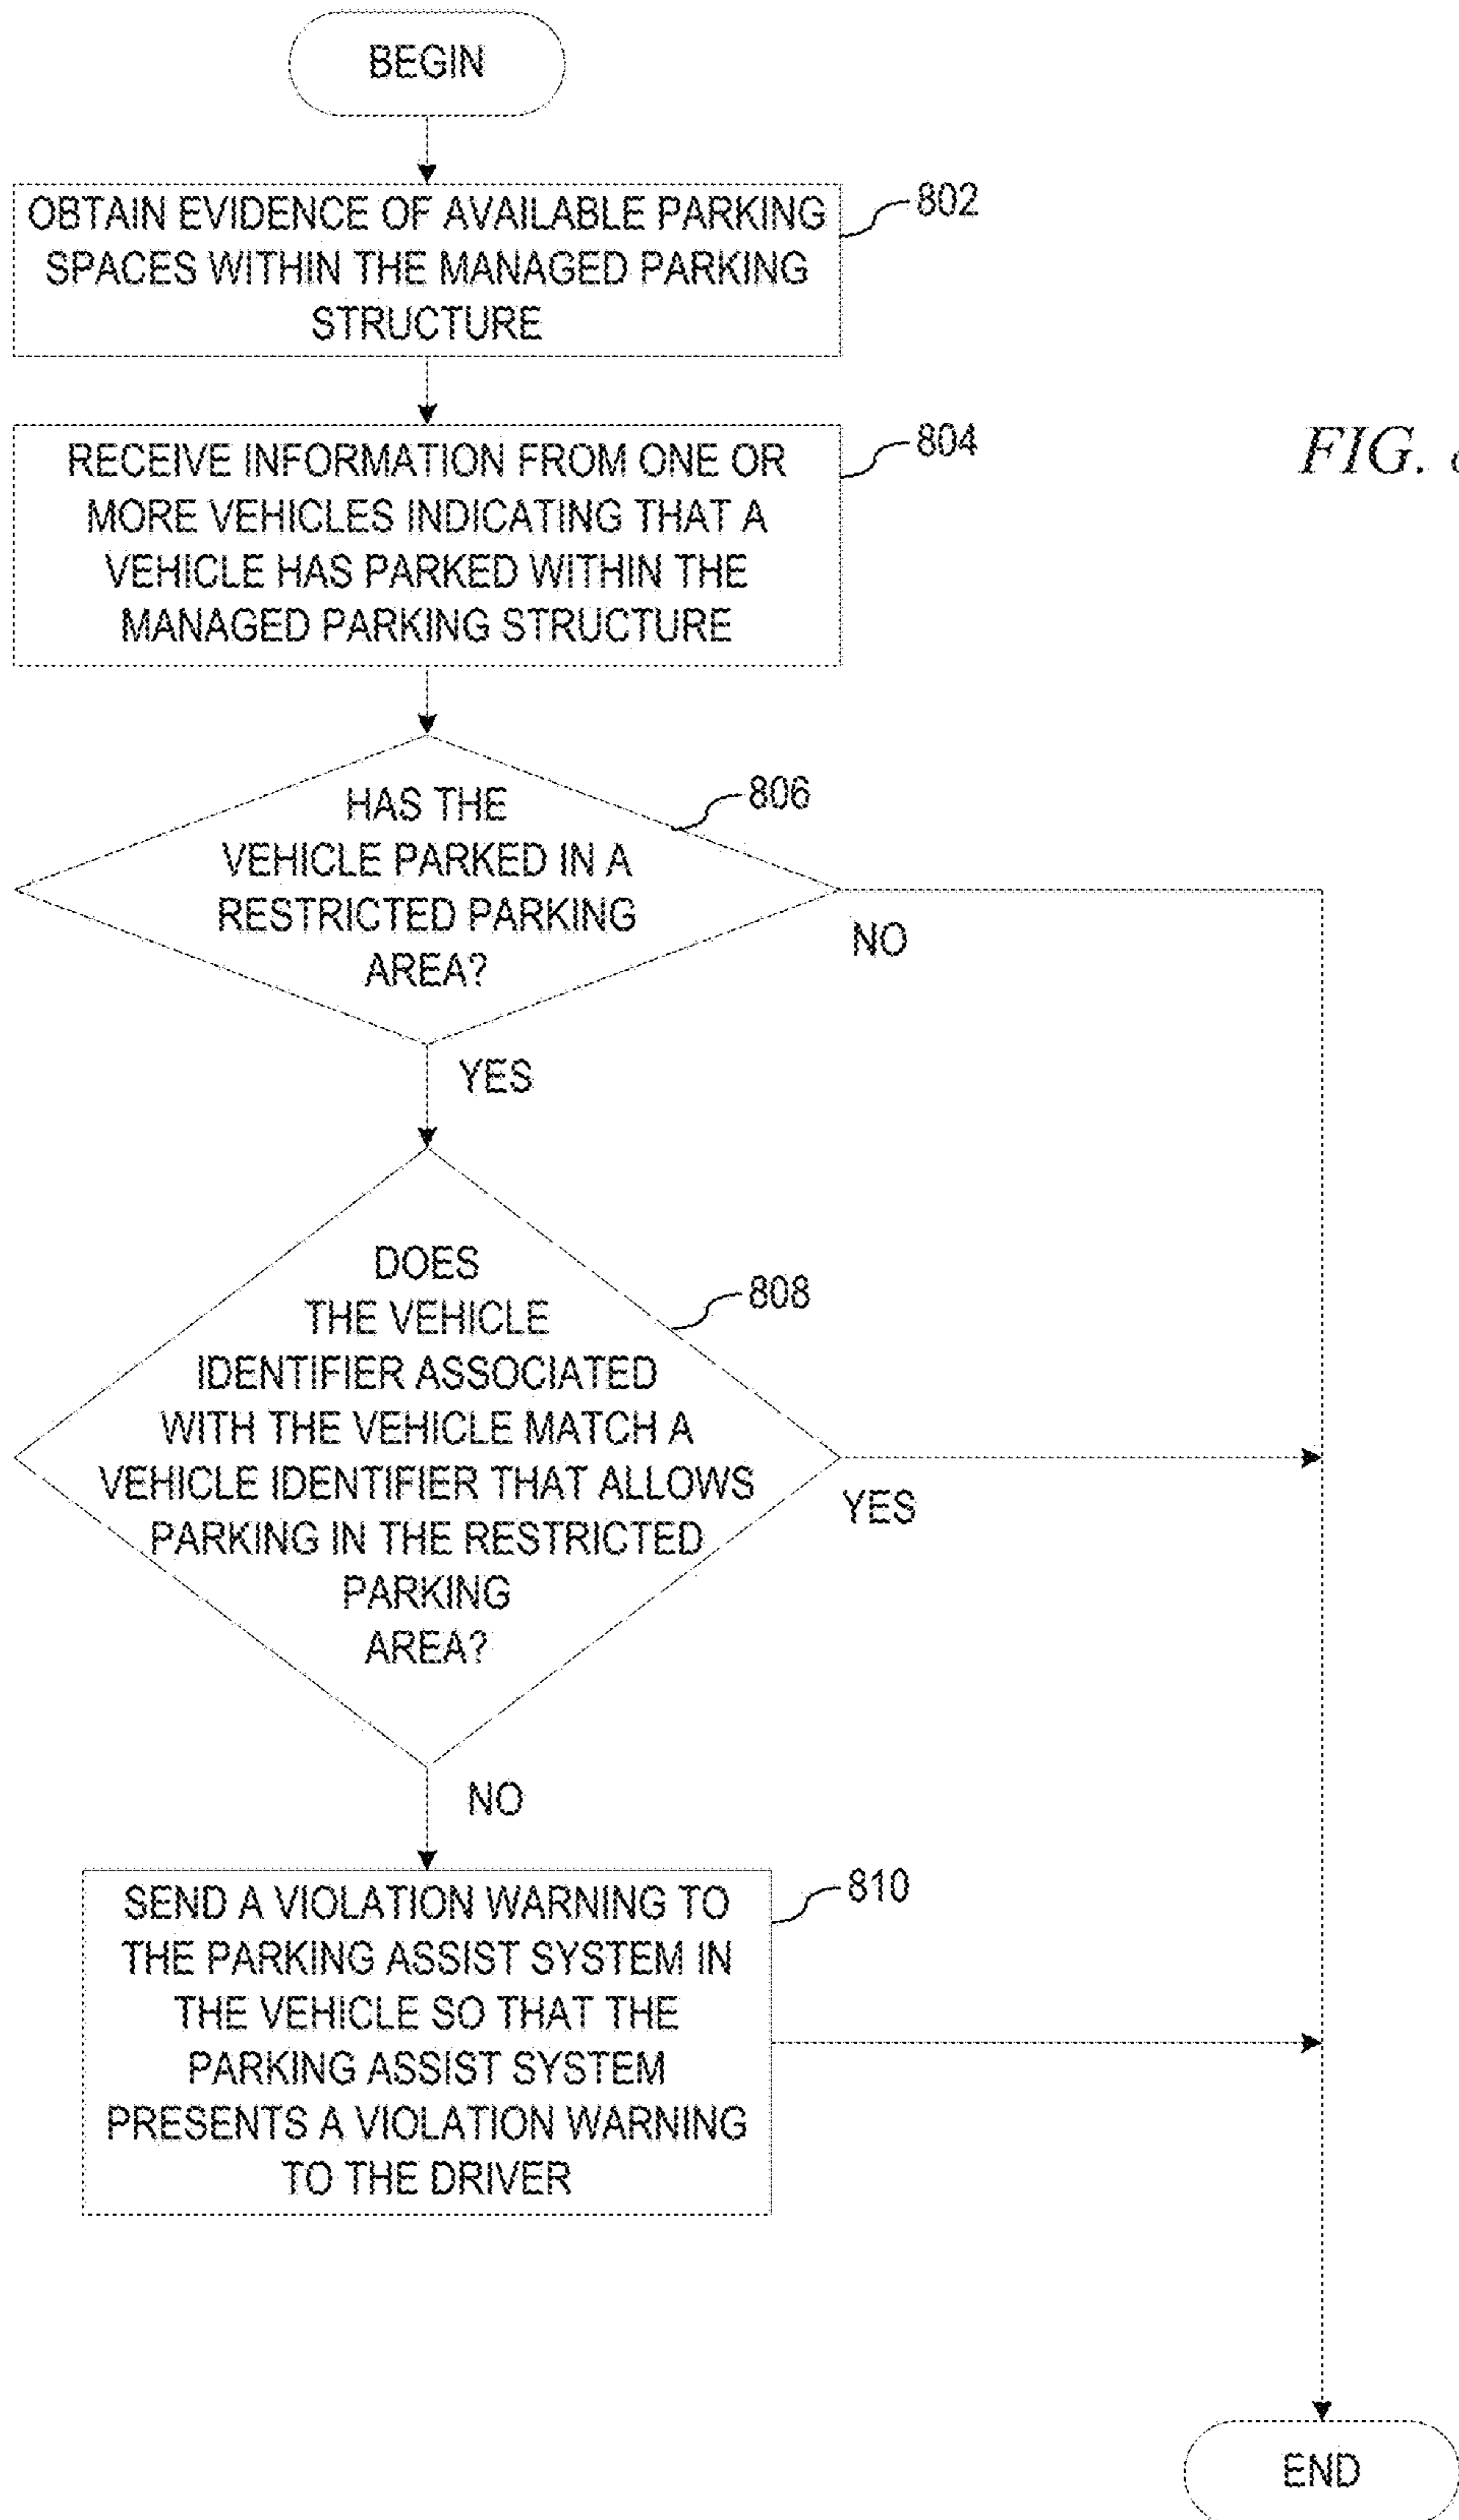 BEGIN
OBTAIN EVIDENCE OF AVAILABLE PARKING
SPACES WITHIN THE MANAGED PARKING
STRUCTURE
802
RECEIVE INFORMATION FROM ONE OR
MORE VEHICLES INDICATING THAT A
VEHICLE HAS PARKED WITHIN THE
MANAGED PARKING STRUCTURE
804
FIG.
HAS THE
VEHICLE PARKED IN A
RESTRICTED PARKING
AREA?
806
NO
YES
DOES
THE VEHICLE
IDENTIFIER ASSOCIATED
WITH THE VEHICLE MATCH A
VEHICLE IDENTIFIER THAT ALLOWS
PARKING IN THE RESTRICTED
PARKING
AREA?
808
YES
NO
SEND A VIOLATION WARNING TO
THE PARKING ASSIST SYSTEM IN
THE VEHICLE SO THAT THE
PARKING ASSIST SYSTEM
PRESENTS A VIOLATION WARNING
TO THE DRIVER
810
END